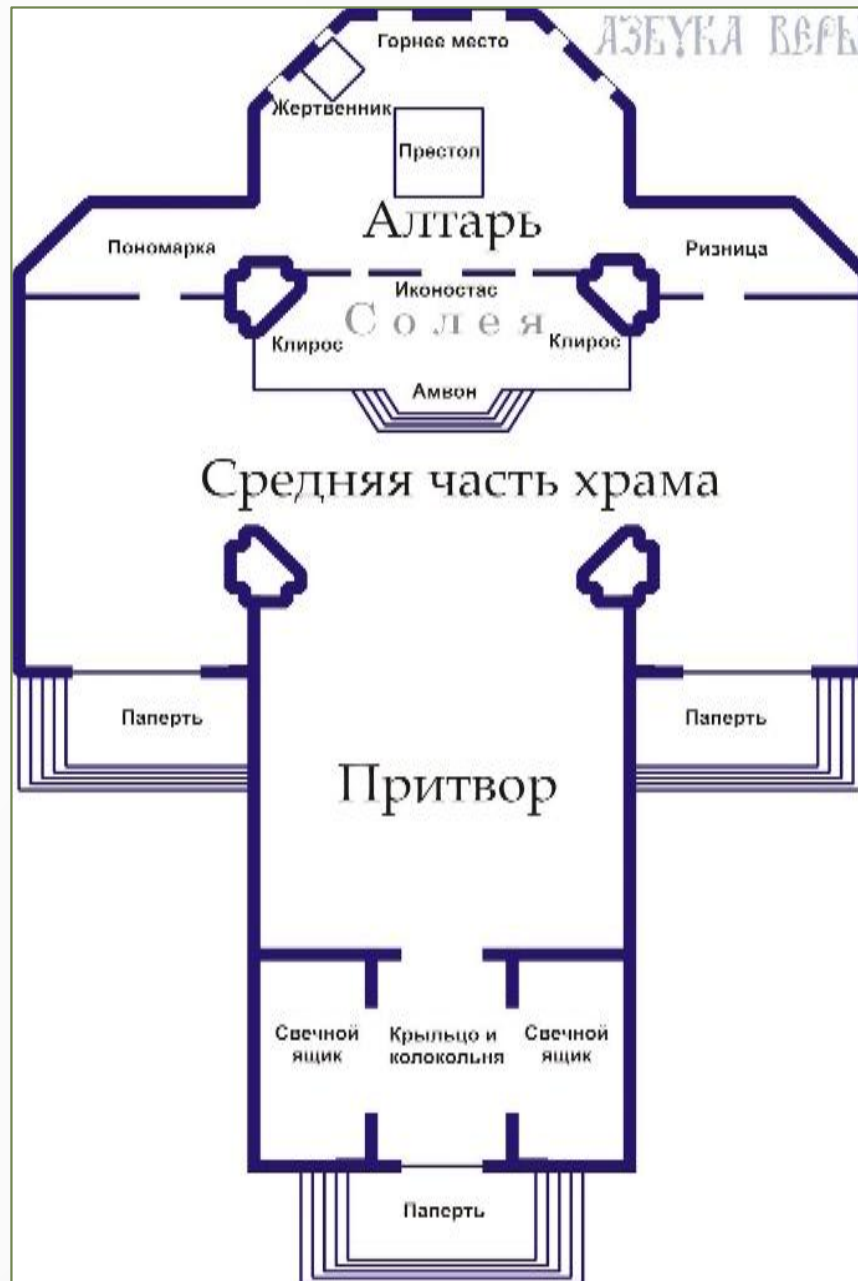 АЗБУКА ВЕРЫ
Горнее место
Жертвенник
Престол
Алтарь
Пономарка
Ризница
Иконостас
Солея
Клирос
Клирос
Амвон
Средняя часть храма
Паперть
Паперть
Притвор
Свечной
ящик
Крыльцо и
колокольня
Свечной
ящик
Паперть